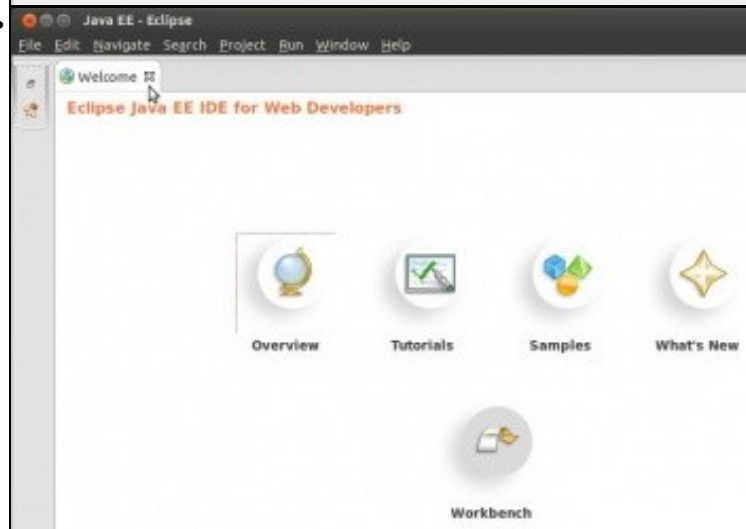 Java EE - Eclipse
File Edit Navigate Search Project Run Window Help
Welcome
Eclipse Java EE IDE for Web Developers
Overview Tutorials Samples What's New
Workbench